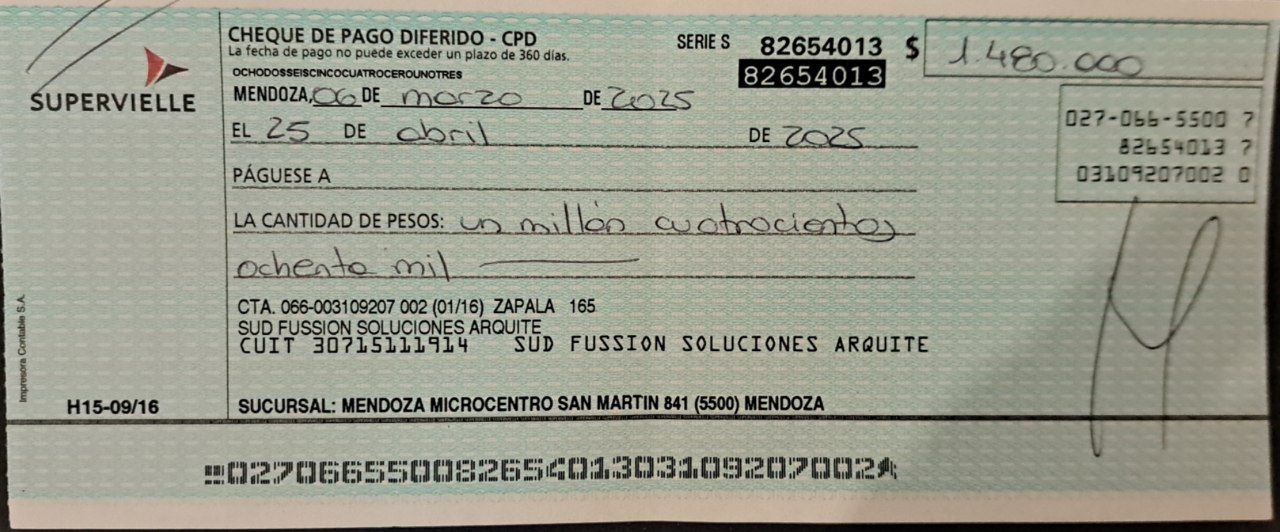 CHEQUE DE PAGO DIFERIDO - CPD
La fecha de pago no puede exceder un plazo de 360 días.
SERIE S 82654013 $ 1.480.000
82654013
OCHODOSSEISCINCOCUATROCEROUNOTRES
SUPERVIELLE
MENDOZA, 06 DE marzo DE 2025
EL 25 DE abril DE 2025
027-066-5500 7
82654013 7
03109207002 0
PÁGUESE A
LA CANTIDAD DE PESOS: un millón cuatrocientos
ochenta mil
CTA. 066-003109207 002 (01/16) ZAPALA 165
SUD FUSSION SOLUCIONES ARQUITE
CUIT 30715111914 SUD FUSSION SOLUCIONES ARQUITE
Impresora Contable S.A.
H15-09/16
SUCURSAL: MENDOZA MICROCENTRO SAN MARTIN 841 (5500) MENDOZA
02706655008265401303109207002